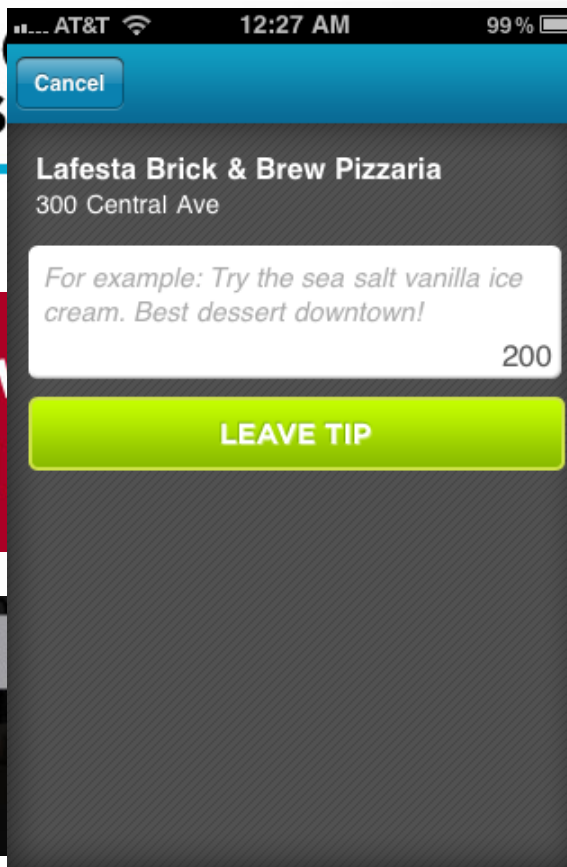 AT&T 12:27 AM 99%
Cancel
Lafesta Brick & Brew Pizzaria
300 Central Ave
For example: Try the sea salt vanilla ice
cream. Best dessert downtown!
200
LEAVE TIP